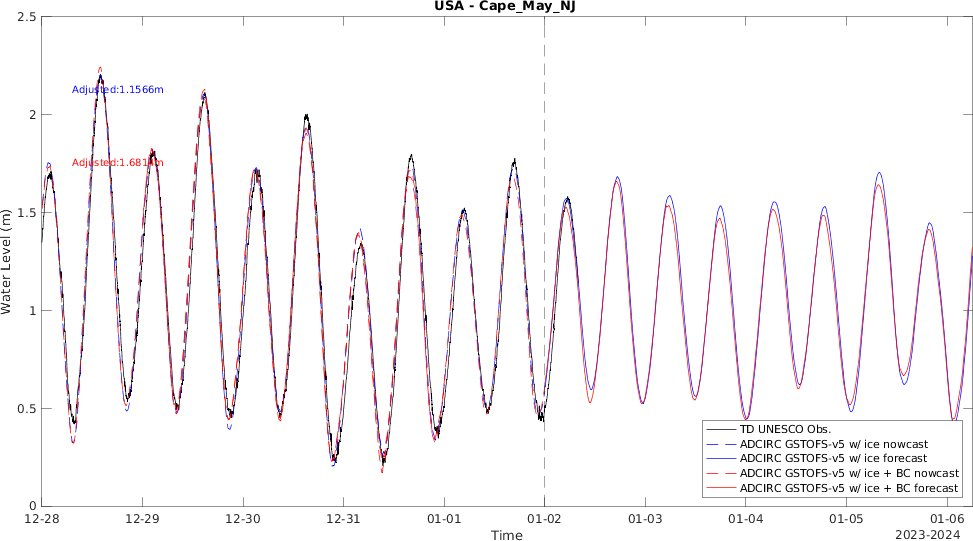 USA - Cape_May_NJ
2.5
2
1.5
1
0.5
0
Water Level (m)
Adjusted:1.1566m
TD UNESCO Obs.
ADCIRC GSTOFS-v5 w/ ice nowcast
ADCIRC GSTOFS-v5 w/ ice forecast
ADCIRC GSTOFS-v5 w/ ice + BC nowcast
ADCIRC GSTOFS-v5 w/ ice + BC forecast
12-28
12-29
12-30
12-31
01-01
01-02
01-03
01-04
01-05
01-06
Time
2023-2024